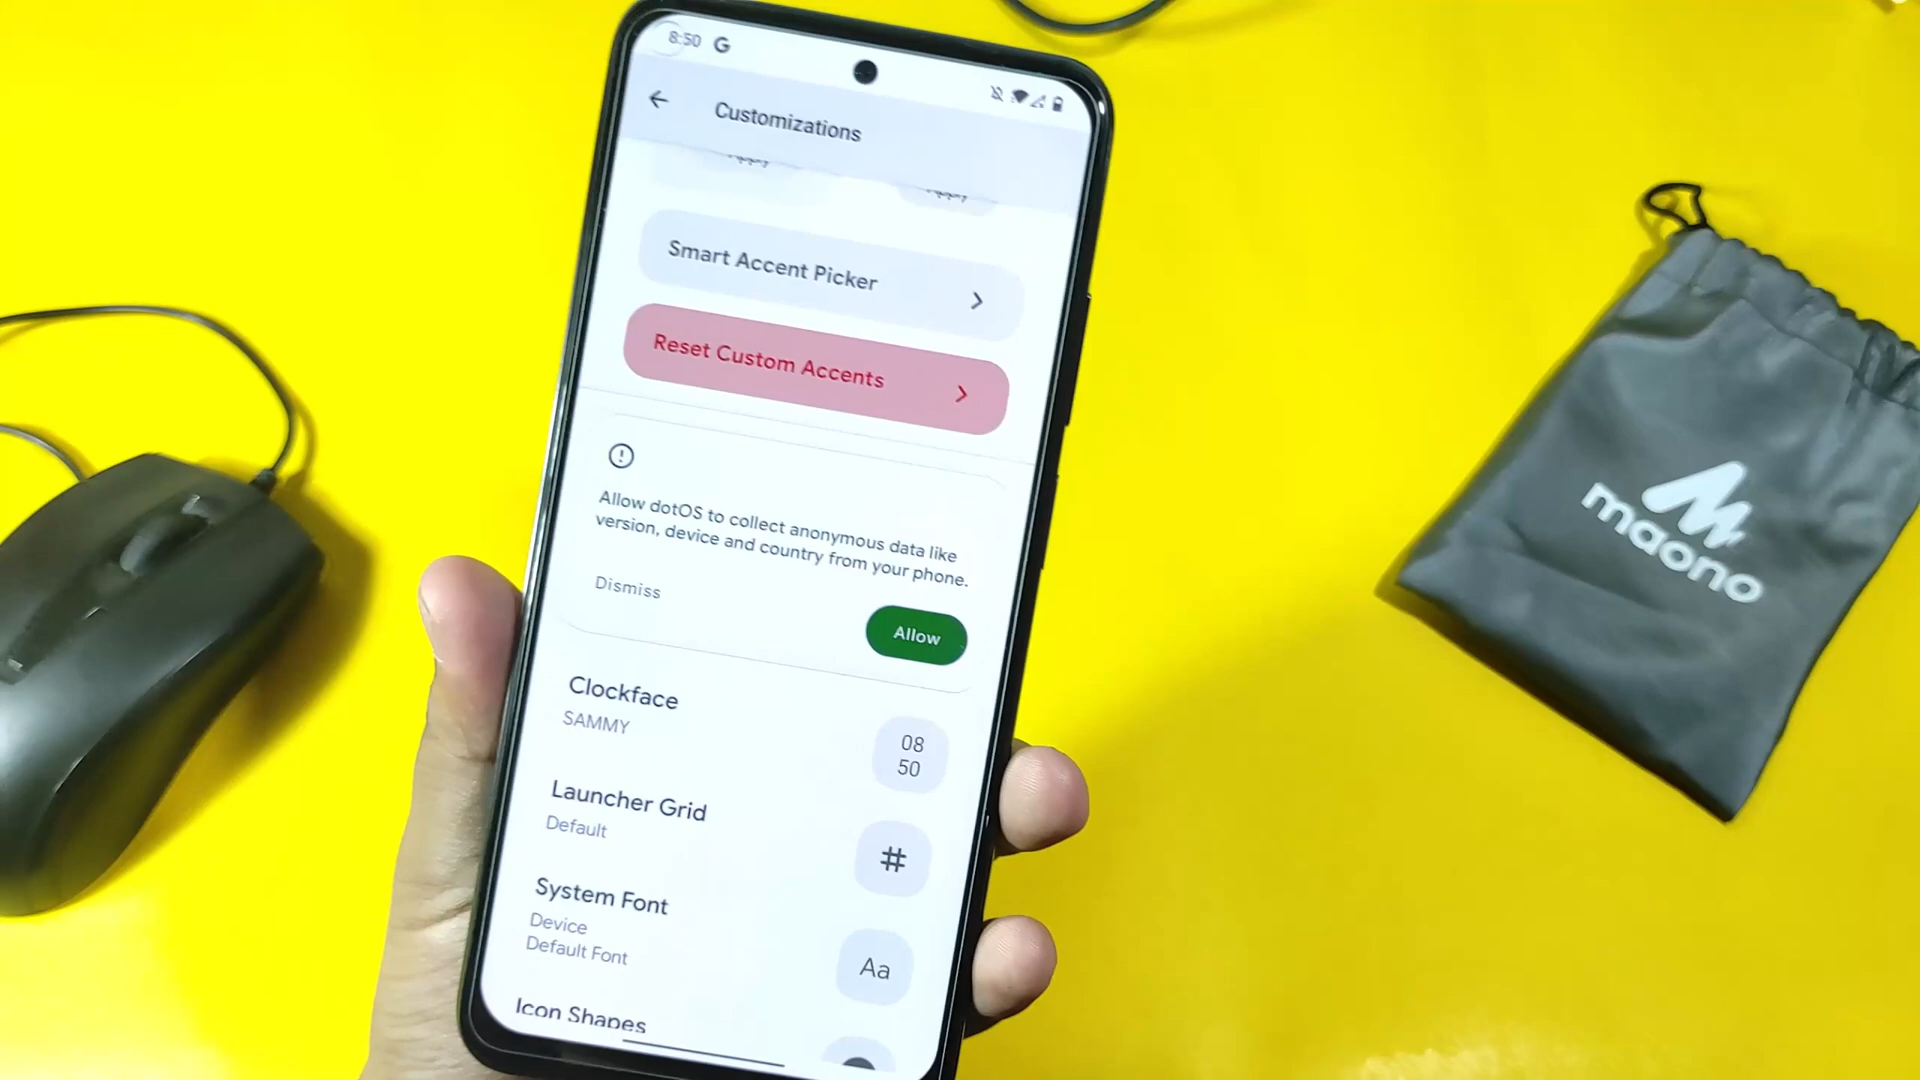 8:50 G
Customizations
Smart Accent Picker
Reset Custom Accents
Allow dotOS to collect anonymous data like
version, device and country from your phone.
Dismiss
Allow
Clockface
SAMMY
08
50
Launcher Grid
Default
#
System Font
Device
Default Font
Aa
Icon Shapes
maono